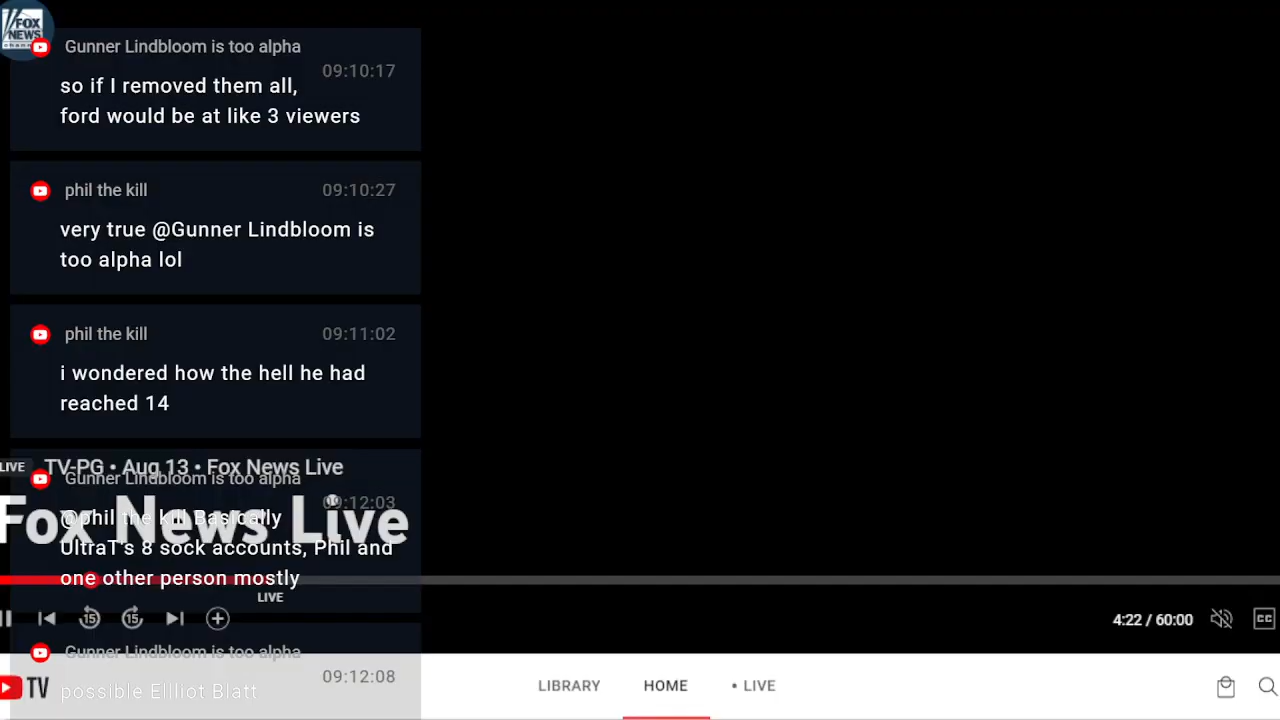 FOX
NEWS
channel
Gunner Lindbloom is too alpha
09:10:17
so if I removed them all,
ford would be at like 3 viewers
phil the kill
09:10:27
very true @Gunner Lindbloom is
too alpha lol
phil the kill
09:11:02
i wondered how the hell he had
reached 14
LIVE
TV-PG • Aug 13 • Fox News Live
Gunner Lindbloom is too alpha
09:12:03
Fox News Live
@phil the kill Basically
UltraT's 8 sock accounts, Phil and
one other person mostly
LIVE
15
15
4:22 / 60:00
CC
Gunner Lindbloom is too alpha
09:12:08
possible Ellliot Blatt
TV
LIBRARY
HOME
• LIVE